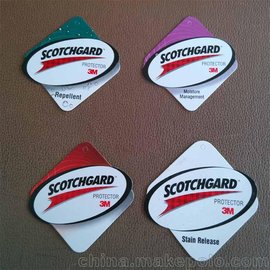 SCOTCHGARD
PROTECTOR
3M
Repellent
SCOTCHGARD
PROTECTOR
3M
Moisture
Management
SCOTCHGARD
PROTECTOR
3M
SCOTCHGARD
PROTECTOR
3M
Stain Release
china.makepolo.com